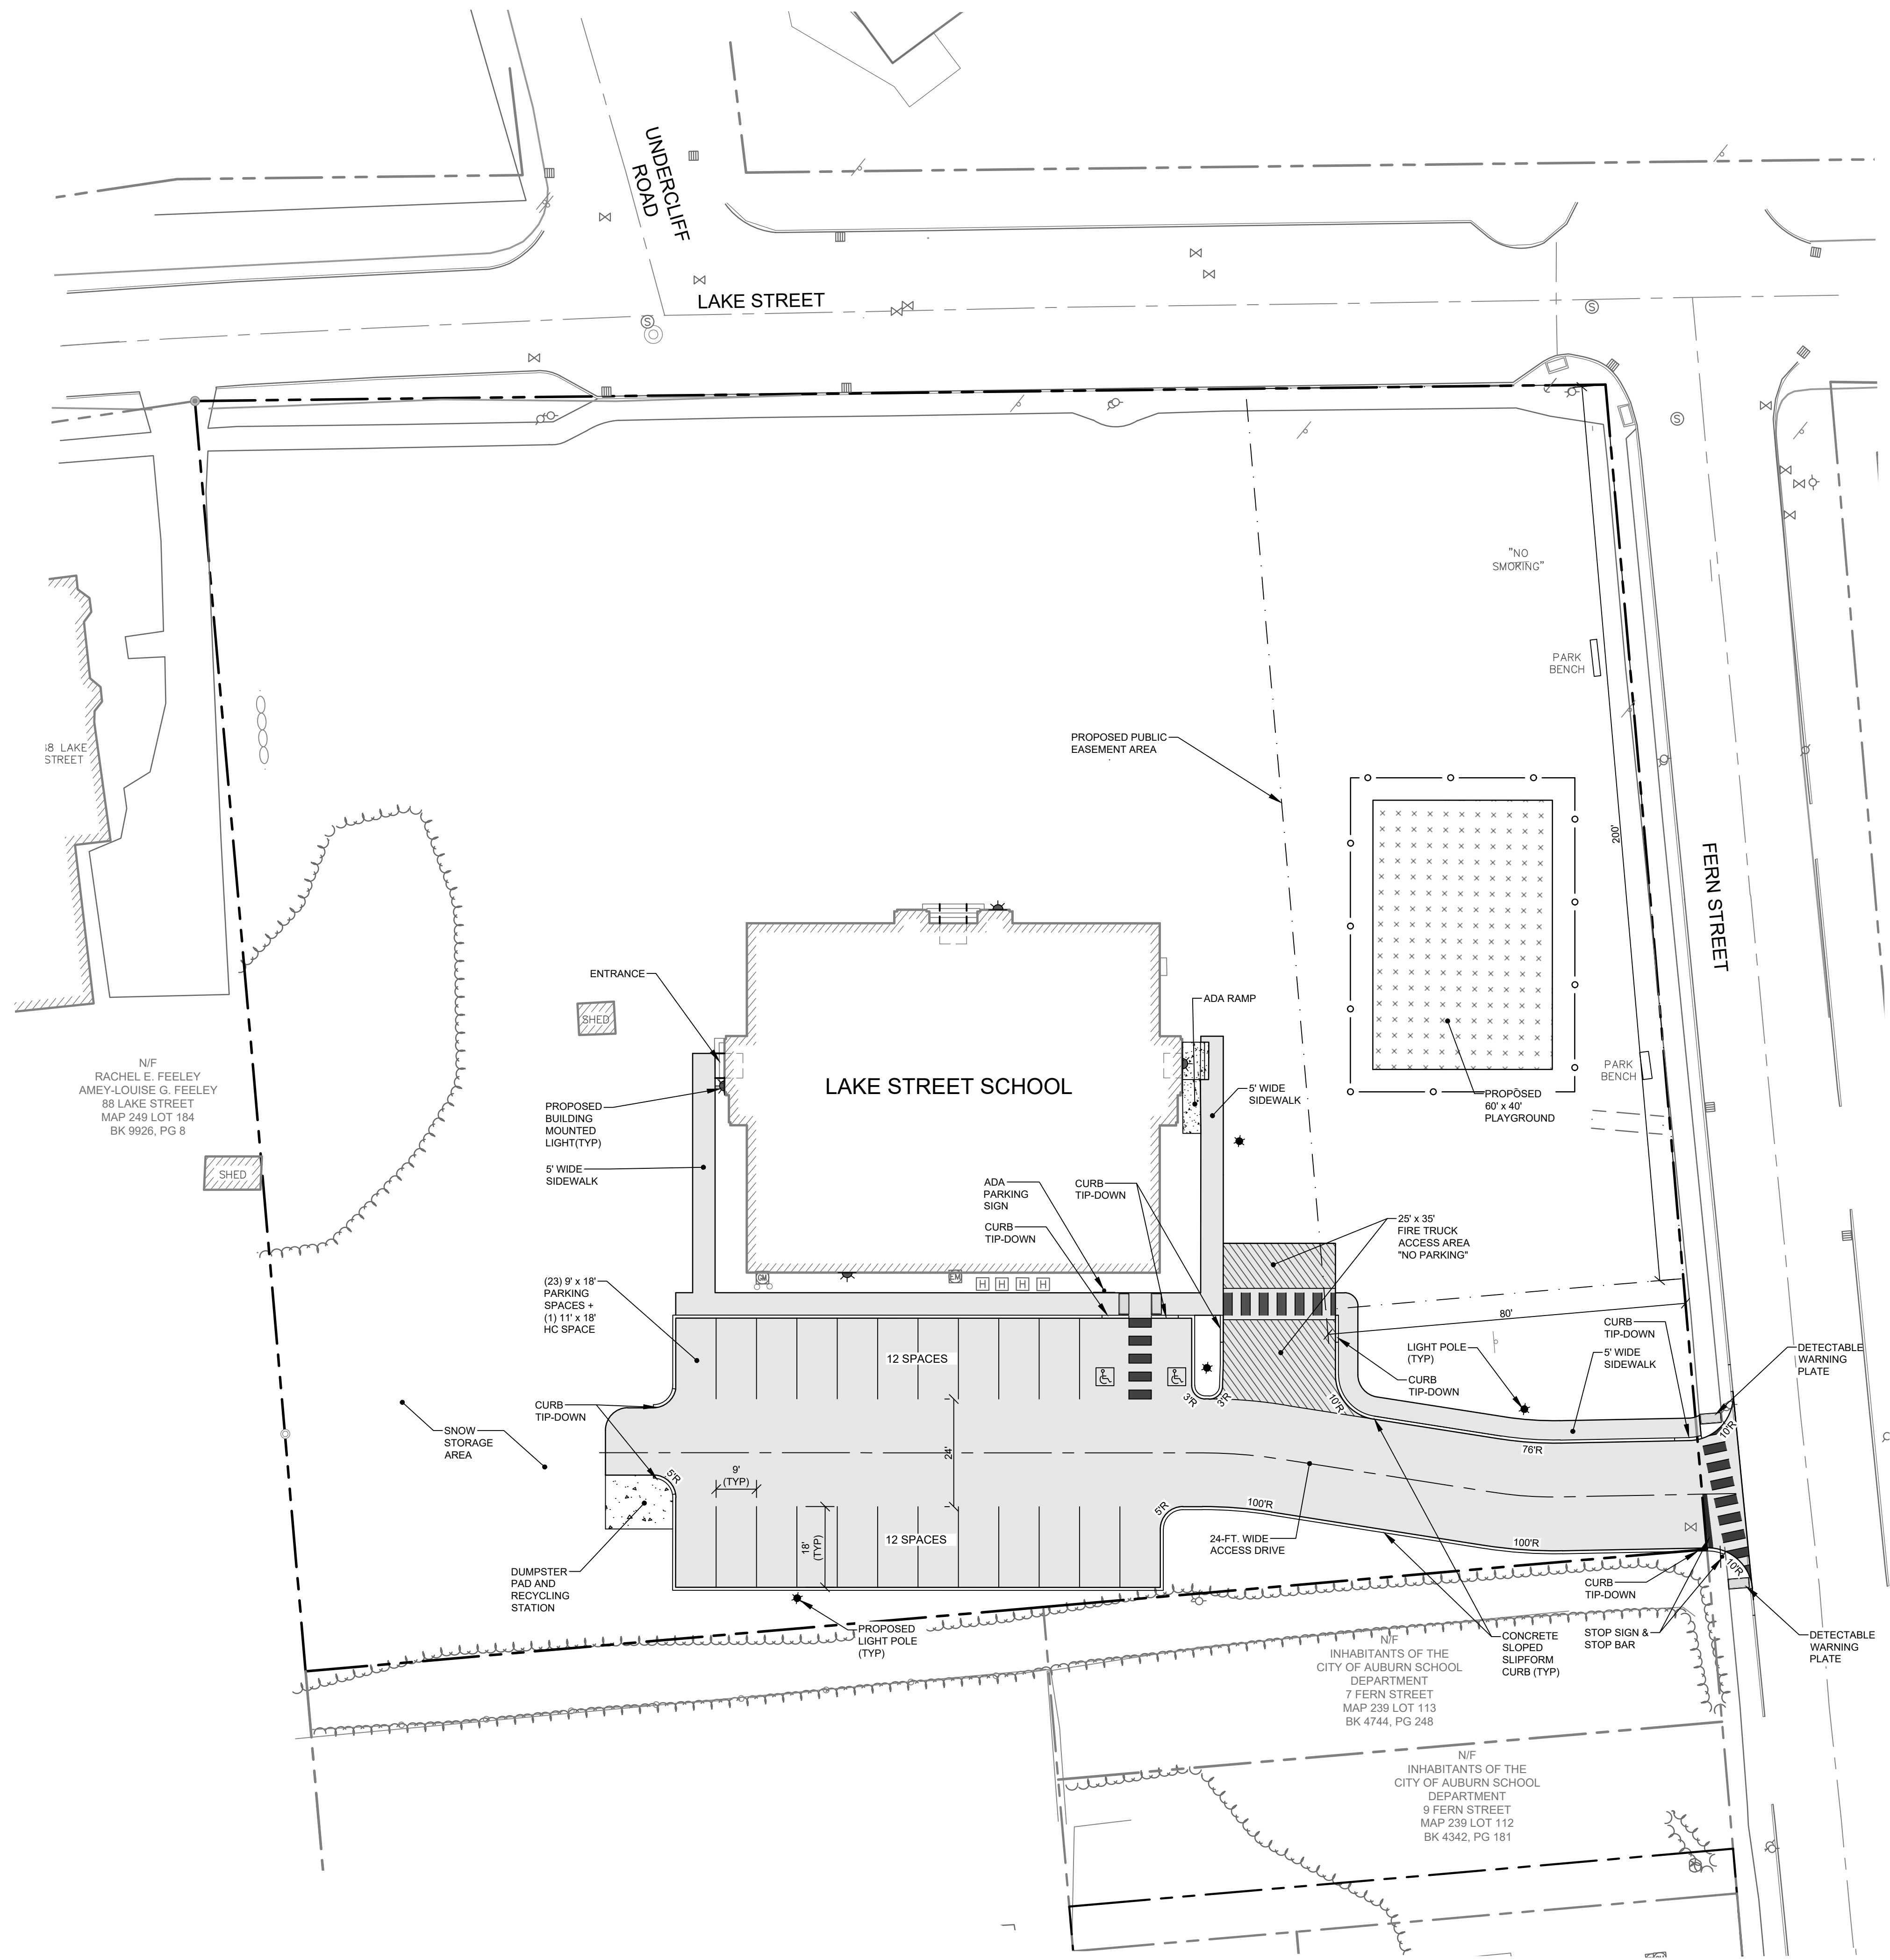 UNDERCLIFF
ROAD
LAKE STREET
S
S
S
"NO
SMOKING"
PARK
BENCH
LAKE
STREET
PROPOSED PUBLIC
EASEMENT AREA
200'
FERN STREET
ENTRANCE
ADA RAMP
SHED
N/F
RACHEL E. FEELEY
AMEY-LOUISE G. FEELEY
88 LAKE STREET
MAP 249 LOT 184
BK 9926, PG 8
LAKE STREET SCHOOL
PARK
BENCH
5' WIDE
SIDEWALK
PROPOSED
60' x 40'
PLAYGROUND
PROPOSED
BUILDING
MOUNTED
LIGHT(TYP)
5' WIDE
SIDEWALK
SHED
ADA
PARKING
SIGN
CURB
TIP-DOWN
CURB
TIP-DOWN
25' x 35'
FIRE TRUCK
ACCESS AREA
"NO PARKING"
GM
EM
H
H
H
H
(23) 9' x 18'
PARKING
SPACES +
(1) 11' x 18'
HC SPACE
80'
CURB
TIP-DOWN
LIGHT POLE
(TYP)
5' WIDE
SIDEWALK
DETECTABLE
WARNING
PLATE
12 SPACES
CURB
TIP-DOWN
3'R
3'R
10'R
CURB
TIP-DOWN
10'R
SNOW
STORAGE
AREA
24'
76'R
5'R
9'
(TYP)
5'R
100'R
18'
(TYP)
12 SPACES
24-FT. WIDE
ACCESS DRIVE
100'R
10'R
DUMPSTER
PAD AND
RECYCLING
STATION
CURB
TIP-DOWN
PROPOSED
LIGHT POLE
(TYP)
CONCRETE
SLOPED
SLIPFORM
CURB (TYP)
STOP SIGN &
STOP BAR
DETECTABLE
WARNING
PLATE
N/F
INHABITANTS OF THE
CITY OF AUBURN SCHOOL
DEPARTMENT
7 FERN STREET
MAP 239 LOT 113
BK 4744, PG 248
N/F
INHABITANTS OF THE
CITY OF AUBURN SCHOOL
DEPARTMENT
9 FERN STREET
MAP 239 LOT 112
BK 4342, PG 181